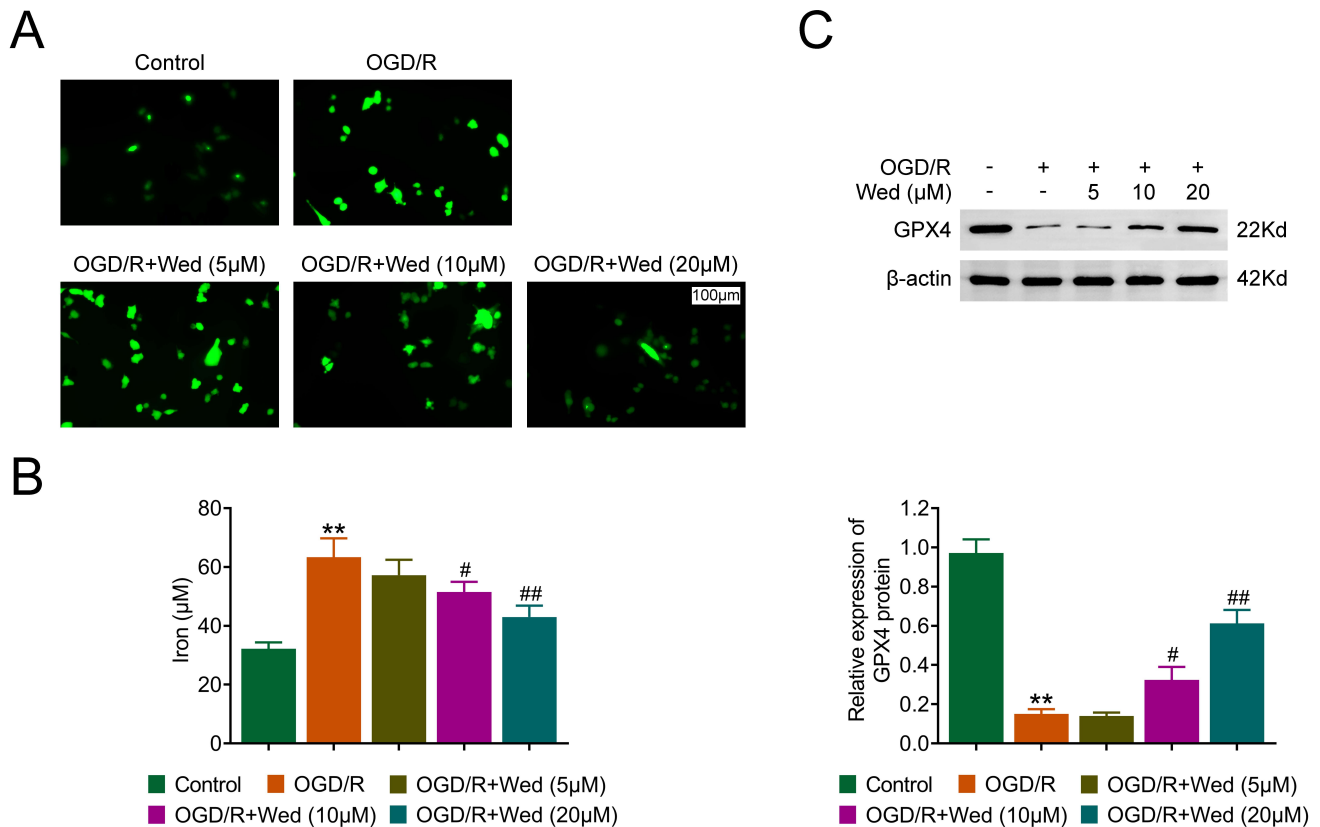 A
Control OGD/R
OGD/R+Wed (5μM) OGD/R+Wed (10μM) OGD/R+Wed (20μM)
100μm
B
80
60
40
20
0
Iron (μM)
**
#
##
Control OGD/R OGD/R+Wed (5μM)
OGD/R+Wed (10μM) OGD/R+Wed (20μM)
C
OGD/R - + + + +
Wed (μM) - - 5 10 20
GPX4 22Kd
β-actin 42Kd
1.2
1.0
0.8
0.6
0.4
0.2
0.0
Relative expression of
GPX4 protein
**
#
##
Control OGD/R OGD/R+Wed (5μM)
OGD/R+Wed (10μM) OGD/R+Wed (20μM)